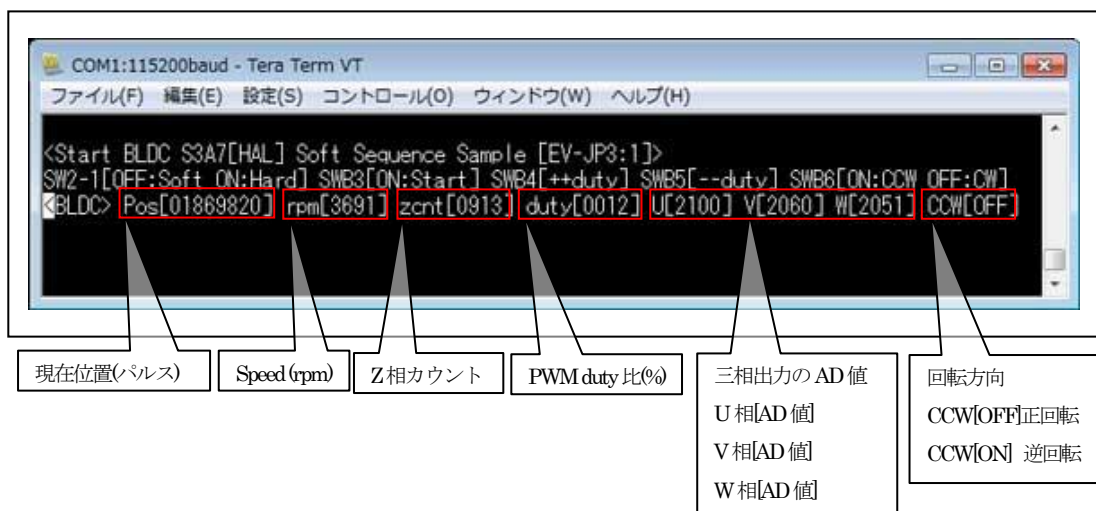 COM1:115200baud - Tera Term VT
ファイル(F) 編集(E) 設定(S) コントロール(O) ウィンドウ(W) ヘルプ(H)
<Start BLDC S3A7[HAL] Soft Sequence Sample [EV-JP3:1]>
SW2-1[OFF:Soft ON:Hard] SWB3[ON:Start] SWB4[++duty] SWB5[--duty] SWB6[ON:CCW OFF:CW]
<BLDC> Pos[01869820] rpm[3691] zcnt[0913] duty[0012] U[2100] V[2060] W[2051] CCW[OFF]
現在位置(パルス)
Speed (rpm)
Z相カウント
PWM duty 比(%)
三相出力の AD 値
U 相[AD 値]
V 相[AD 値]
W 相[AD 値]
回転方向
CCW[OFF]正回転
CCW[ON] 逆回転